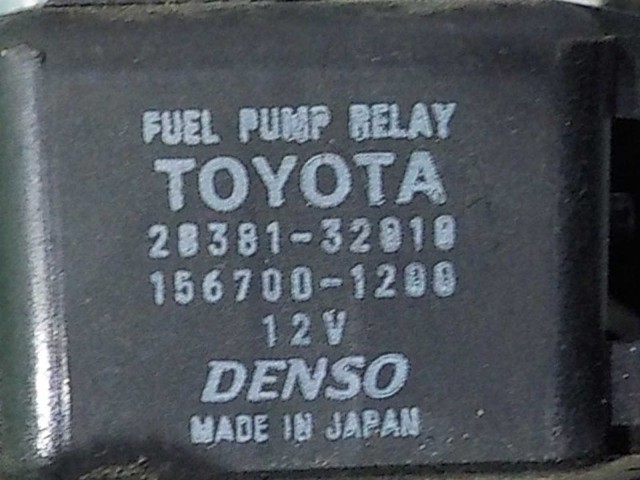 FUEL PUMP RELAY
TOYOTA
28381-32010
156700-1200
12V
DENSO
MADE IN JAPAN